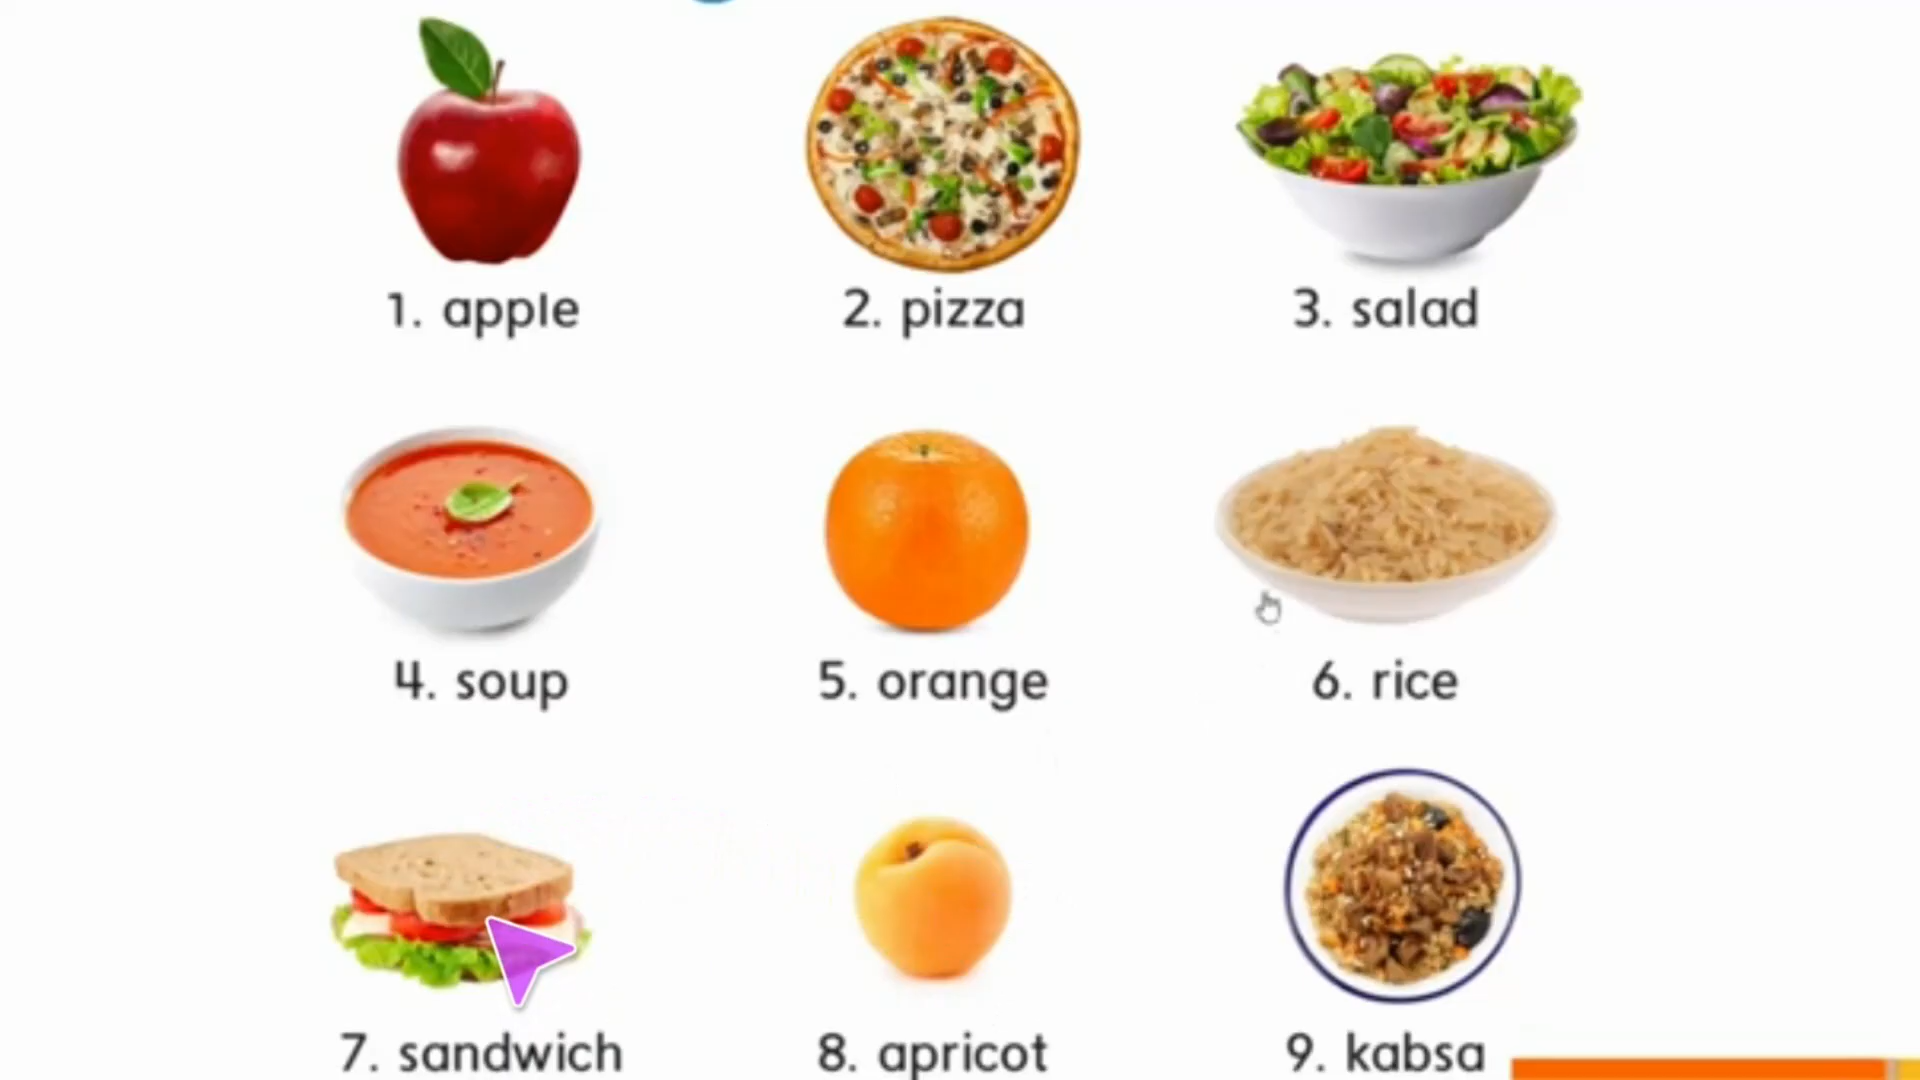 1. apple
2. pizza
3. salad
4. soup
5. orange
6. rice
7. sandwich
8. apricot
9. kabsa